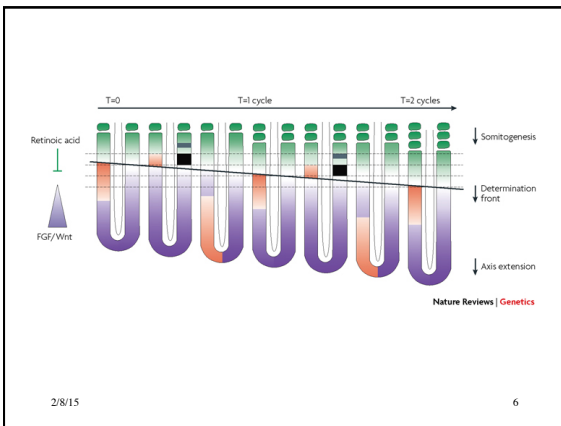 T=0 T=1 cycle T=2 cycles
Retinoic acid
Somitogenesis
Determination
front
FGF/Wnt
Axis extension
Nature Reviews | Genetics
2/8/15 6